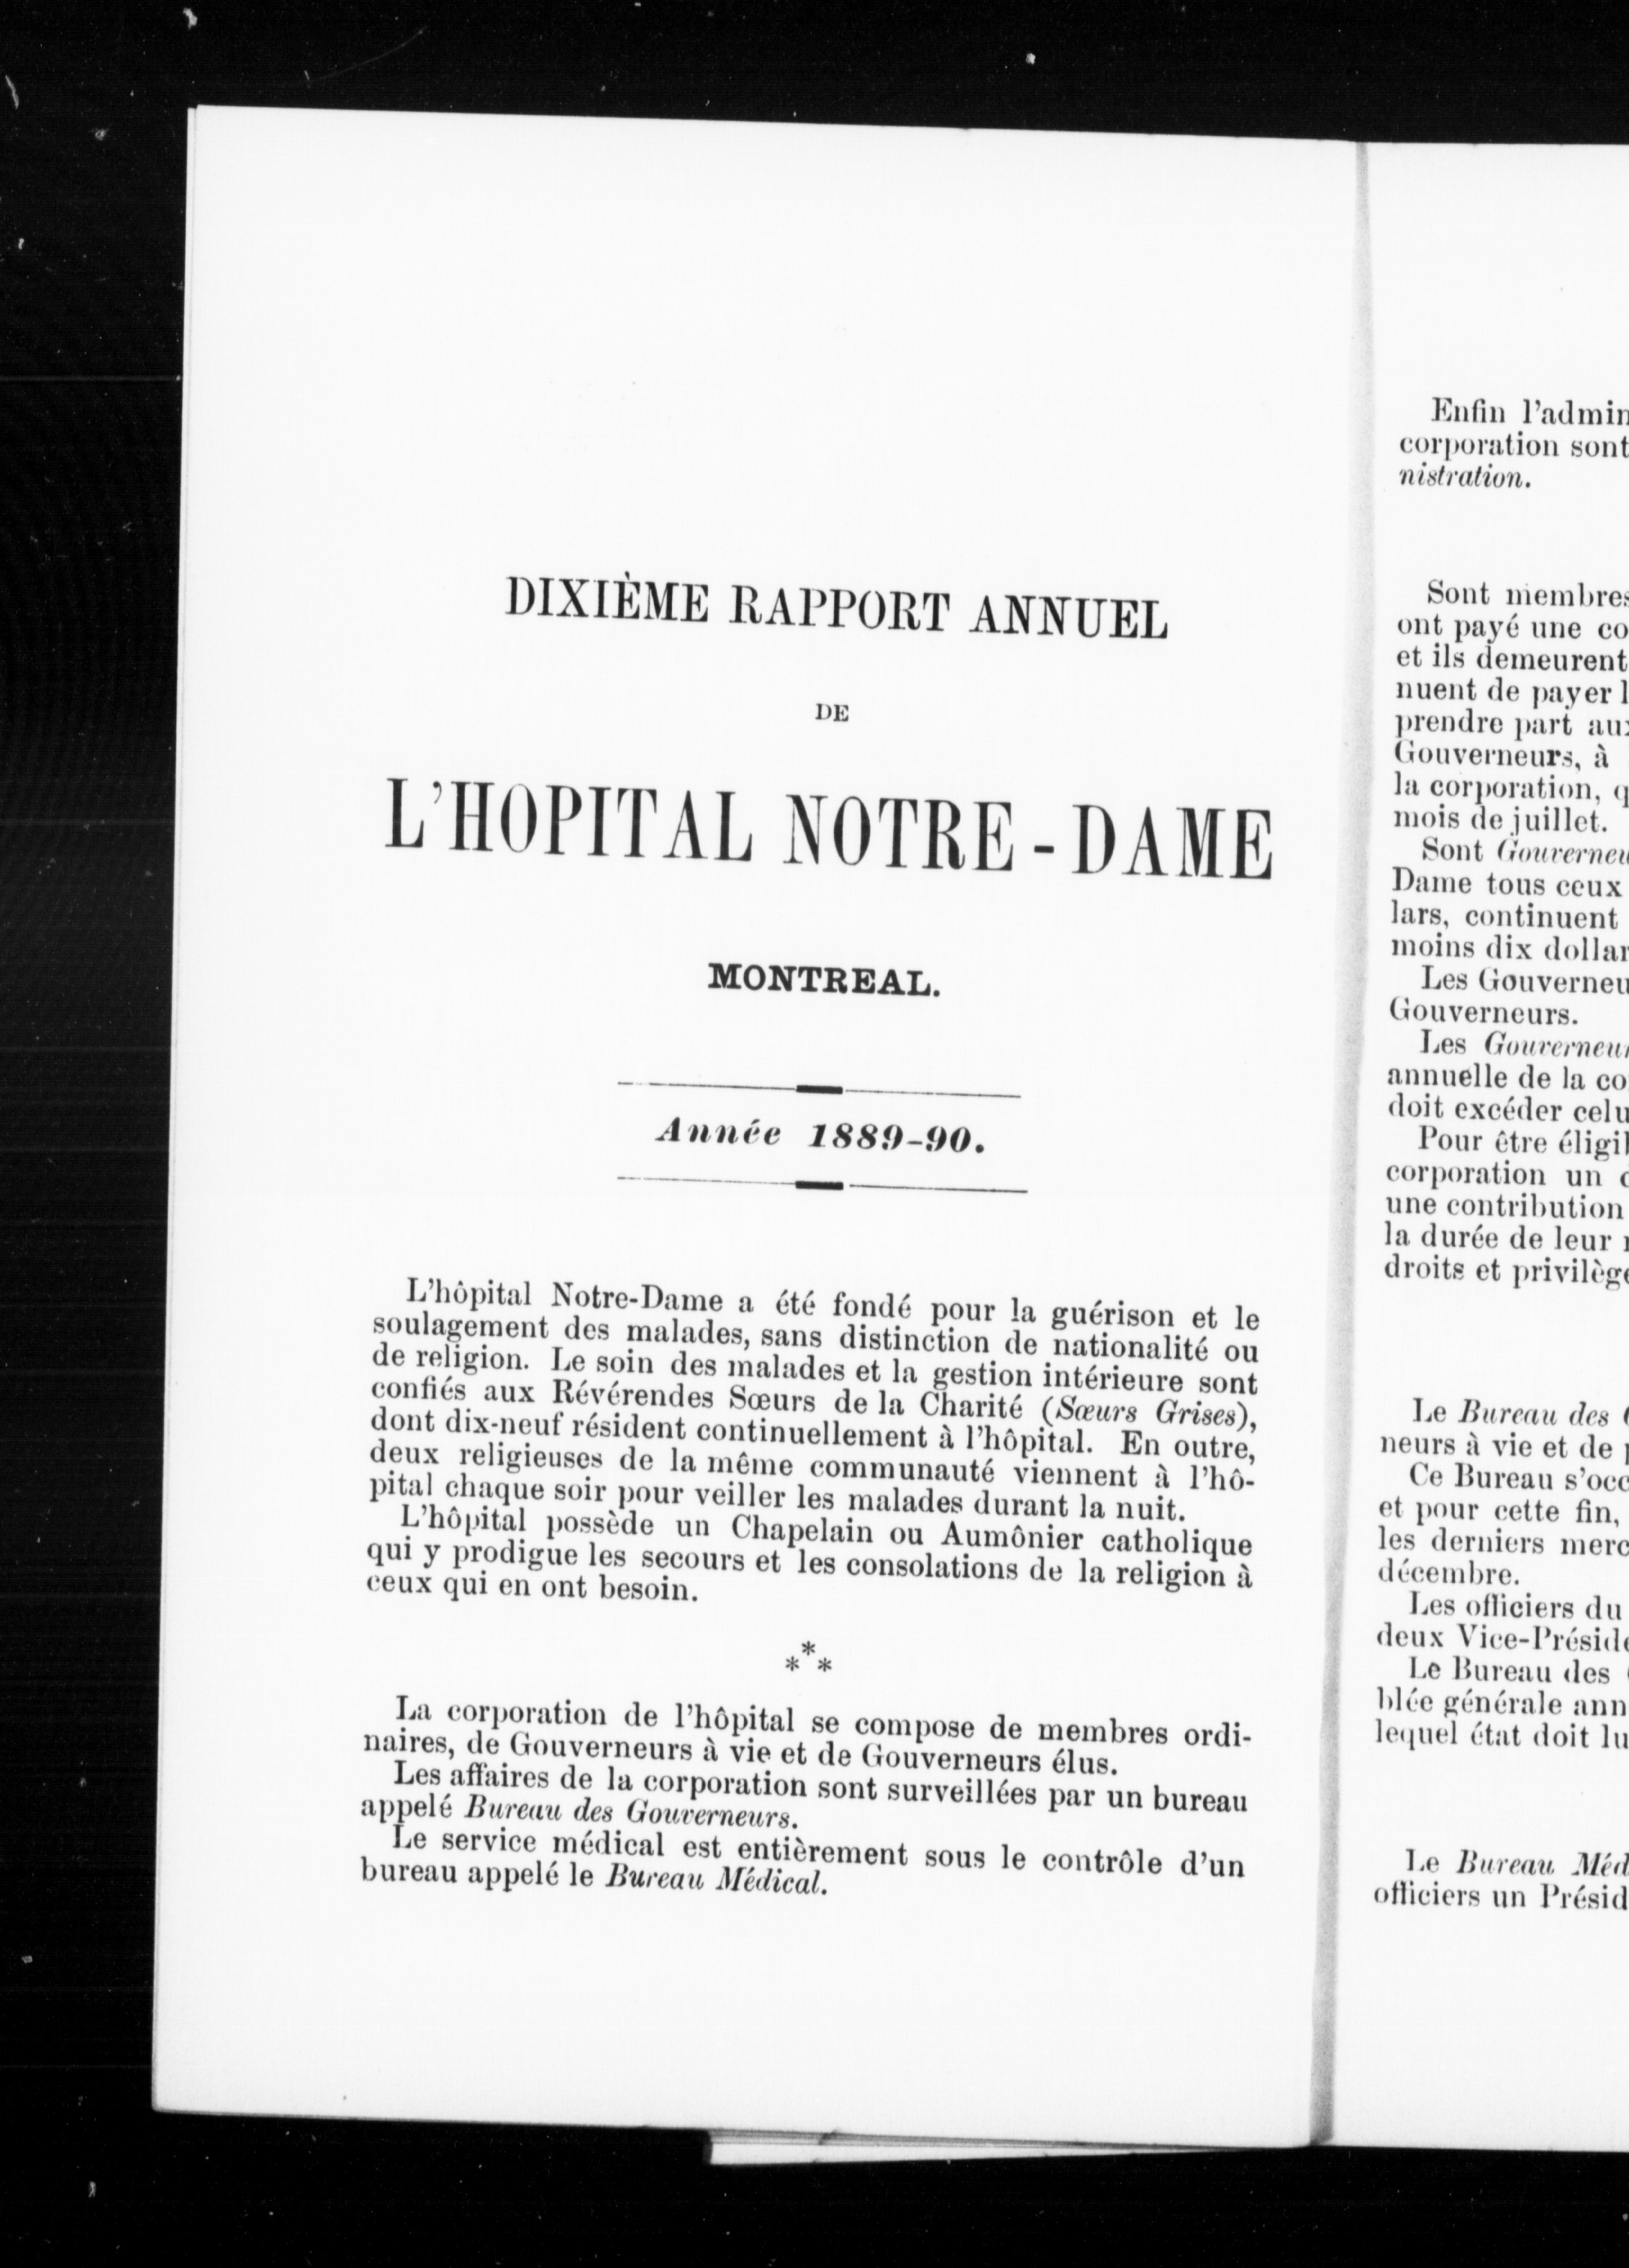 DIXIÈME RAPPORT ANNUEL
DE
L'HOPITAL NOTRE-DAME
MONTREAL.
Année 1889-90.
L'hôpital Notre-Dame a été fondé pour la guérison et le
soulagement des malades, sans distinction de nationalité ou
de religion. Le soin des malades et la gestion intérieure sont
confiés aux Révérendes Sœurs de la Charité (Sœurs Grises),
dont dix-neuf résident continuellement à l'hôpital. En outre,
deux religieuses de la même communauté viennent à l'hô-
pital chaque soir pour veiller les malades durant la nuit.
L'hôpital possède un Chapelain ou Aumônier catholique
qui y prodigue les secours et les consolations de la religion à
ceux qui en ont besoin.
***
La corporation de l'hôpital se compose de membres ordi-
naires, de Gouverneurs à vie et de Gouverneurs élus.
Les affaires de la corporation sont surveillées par un bureau
appelé Bureau des Gouverneurs.
Le service médical est entièrement sous le contrôle d'un
bureau appelé le Bureau Médical.
Enfin l'admin
corporation sont
nistration.
Sont membres
ont payé une co
et ils demeurent
nuent de payer l
prendre part aux
Gouverneurs, à
la corporation, q
mois de juillet.
Sont Gouverneu
Dame tous ceux
lars, continuent
moins dix dollar
Les Gouverneu
Gouverneurs.
Les Gouverneur
annuelle de la co
doit excéder celu
Pour être éligib
corporation un d
une contribution
la durée de leur
droits et privilège
Le Bureau des G
neurs à vie et de
Ce Bureau s'occ
et pour cette fin,
les derniers merc
décembre.
Les officiers du
deux Vice-Préside
Le Bureau des
blée générale ann
lequel état doit lu
Le Bureau Méd
officiers un Présid